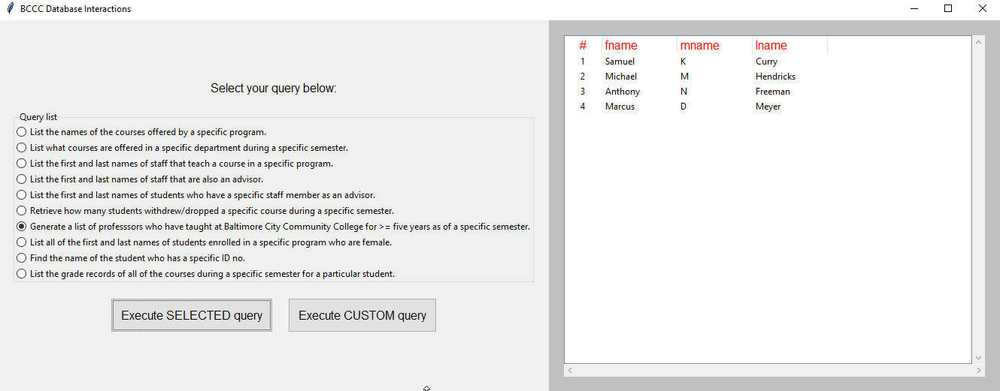 BCCC Database Interactions
Select your query below:
Query list
List the names of the courses offered by a specific program.
List what courses are offered in a specific department during a specific semester.
List the first and last names of staff that teach a course in a specific program.
List the first and last names of staff that are also an advisor.
List the first and last names of students who have a specific staff member as an advisor.
Retrieve how many students withdrew/dropped a specific course during a specific semester.
Generate a list of professsors who have taught at Baltimore City Community College for >= five years as of a specific semester.
List all of the first and last names of students enrolled in a specific program who are female.
Find the name of the student who has a specific ID no.
List the grade records of all of the courses during a specific semester for a particular student.
Execute SELECTED query Execute CUSTOM query
# fname mname lname
1 Samuel K Curry
2 Michael M Hendricks
3 Anthony N Freeman
4 Marcus D Meyer